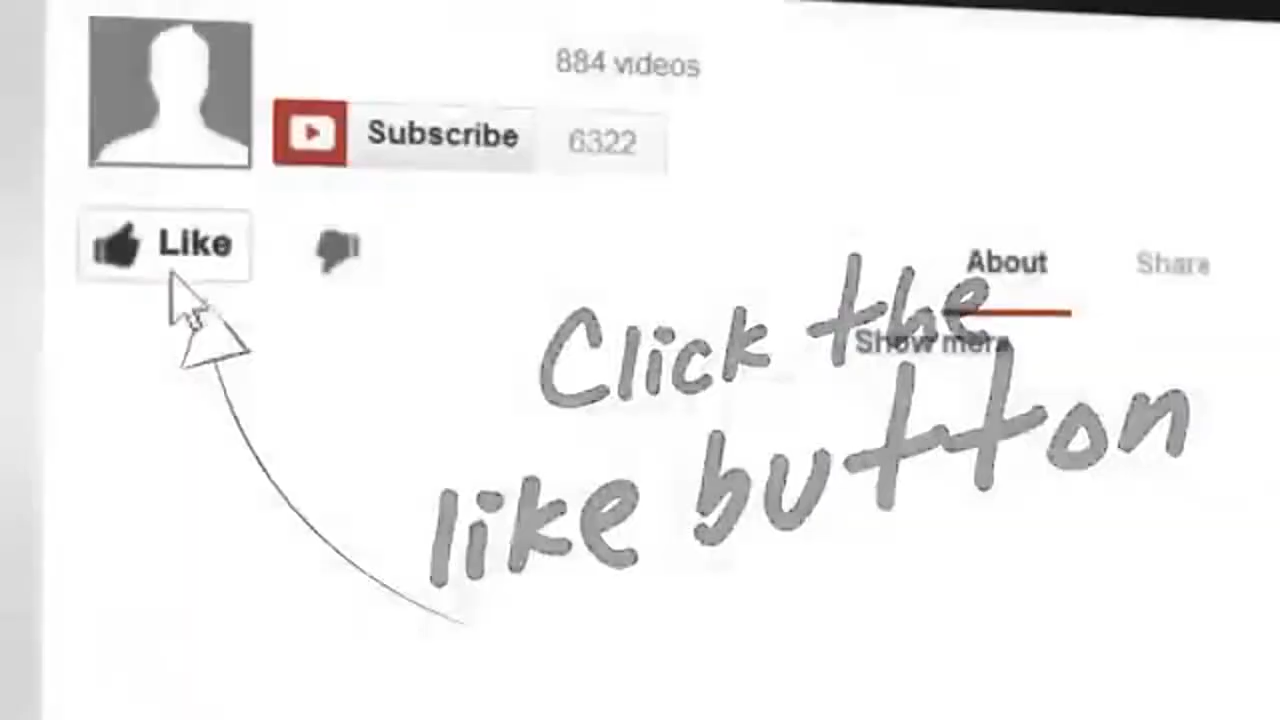 884 videos
Subscribe 6322
Like
About Share
Click the
Show more
like button